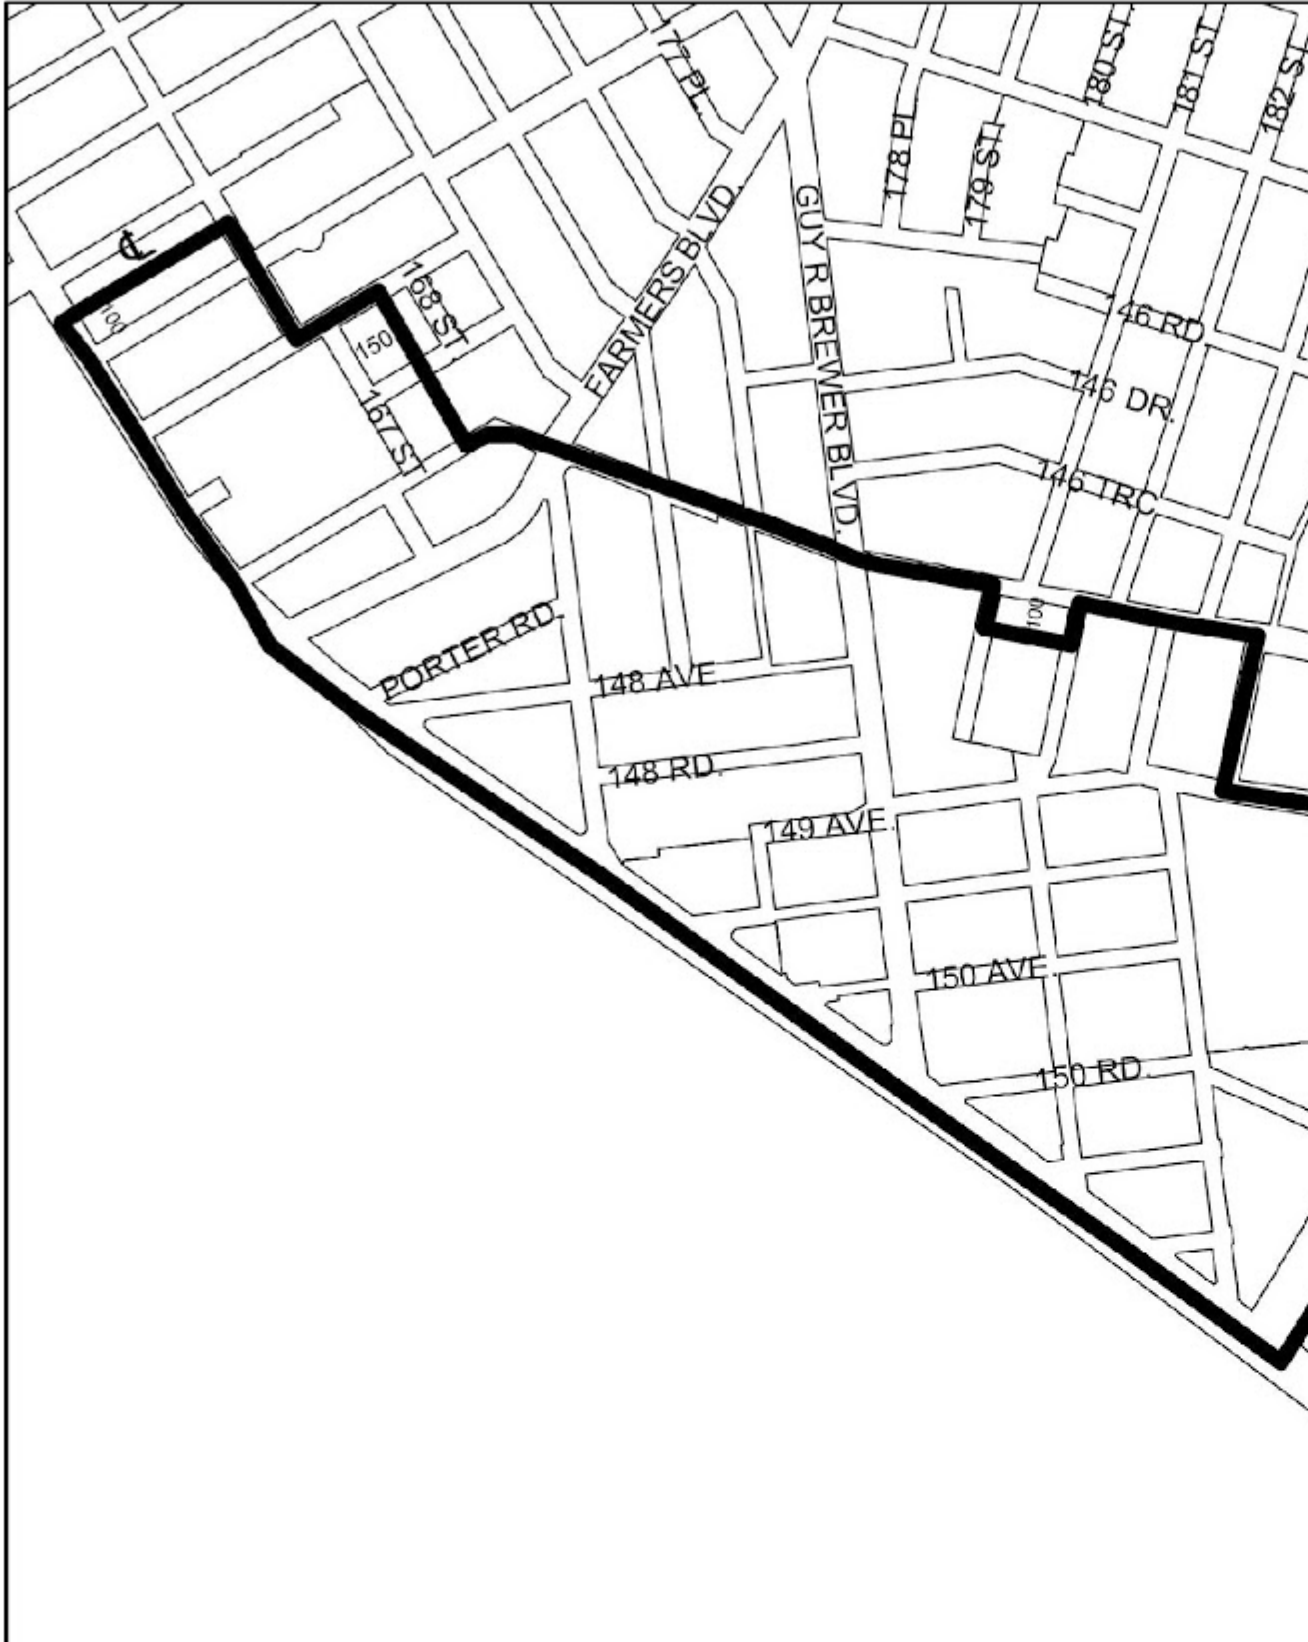 77 PL.
180 ST.
181 ST.
182 ST.
178 PL
179 ST.
FARMERS BLVD.
GUY R BREWER BLVD.
℄
100
168 ST.
150
167 ST
146 RD
146 DR.
146 TRC
100
PORTER RD.
148 AVE
148 RD.
149 AVE.
150 AVE.
150 RD.